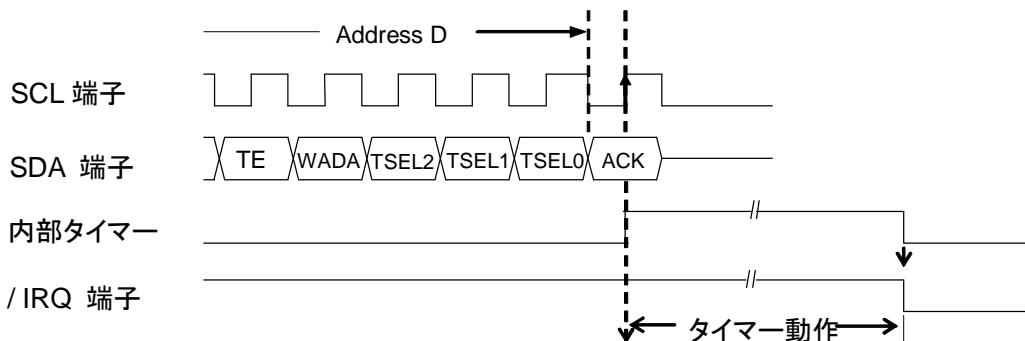 Address D
SCL 端子
SDA 端子
TE WADA TSEL2 TSEL1 TSEL0 ACK
内部タイマー
/ IRQ 端子
タイマー動作